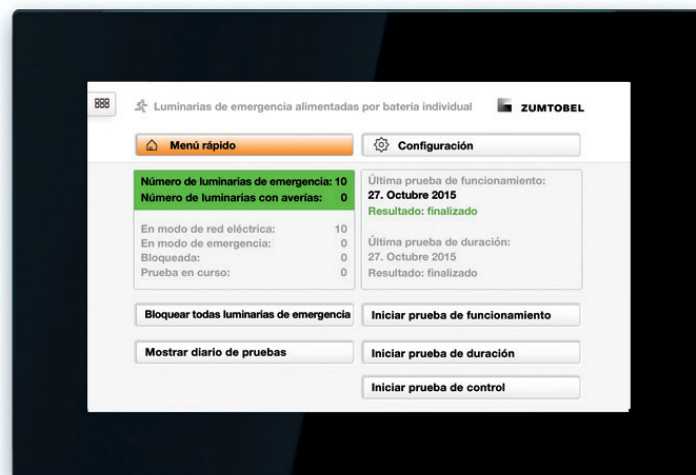 Luminarias de emergencia alimentadas por batería individual
ZUMTOBEL
Menú rápido
Configuración
Número de luminarias de emergencia: 10
Número de luminarias con averías: 0
En modo de red eléctrica: 10
En modo de emergencia: 0
Bloqueada: 0
Prueba en curso: 0
Última prueba de funcionamiento:
27. Octubre 2015
Resultado: finalizado
Última prueba de duración:
27. Octubre 2015
Resultado: finalizado
Bloquear todas luminarias de emergencia
Iniciar prueba de funcionamiento
Mostrar diario de pruebas
Iniciar prueba de duración
Iniciar prueba de control